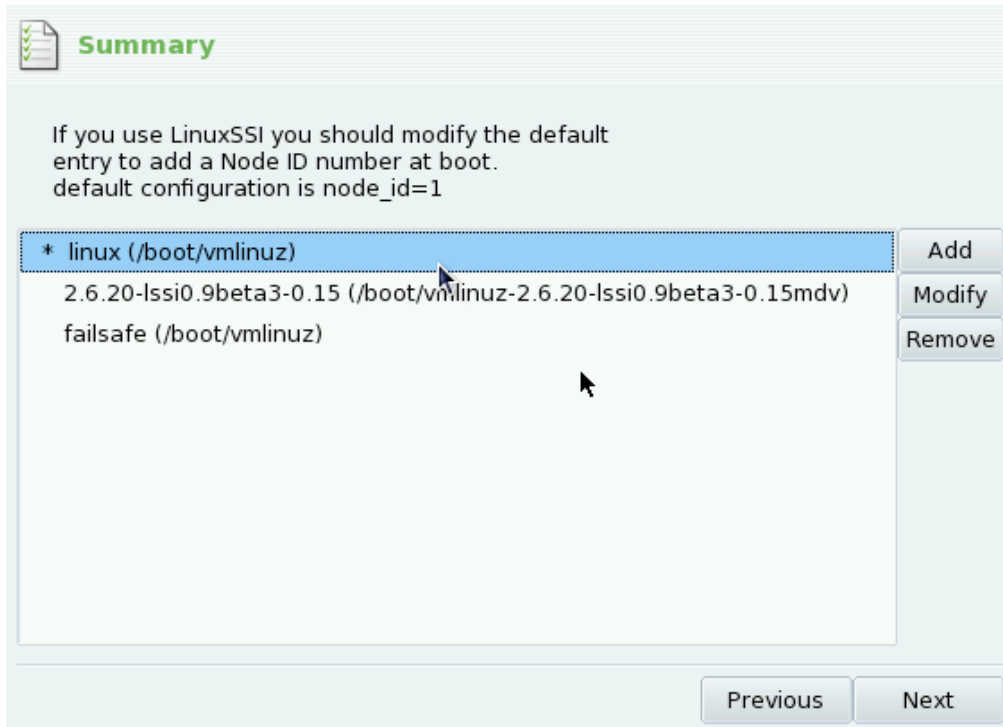 Summary
If you use LinuxSSI you should modify the default
entry to add a Node ID number at boot.
default configuration is node_id=1
* linux (/boot/vmlinuz)
2.6.20-lssi0.9beta3-0.15 (/boot/vmlinuz-2.6.20-lssi0.9beta3-0.15mdv)
failsafe (/boot/vmlinuz)
Add
Modify
Remove
Previous
Next